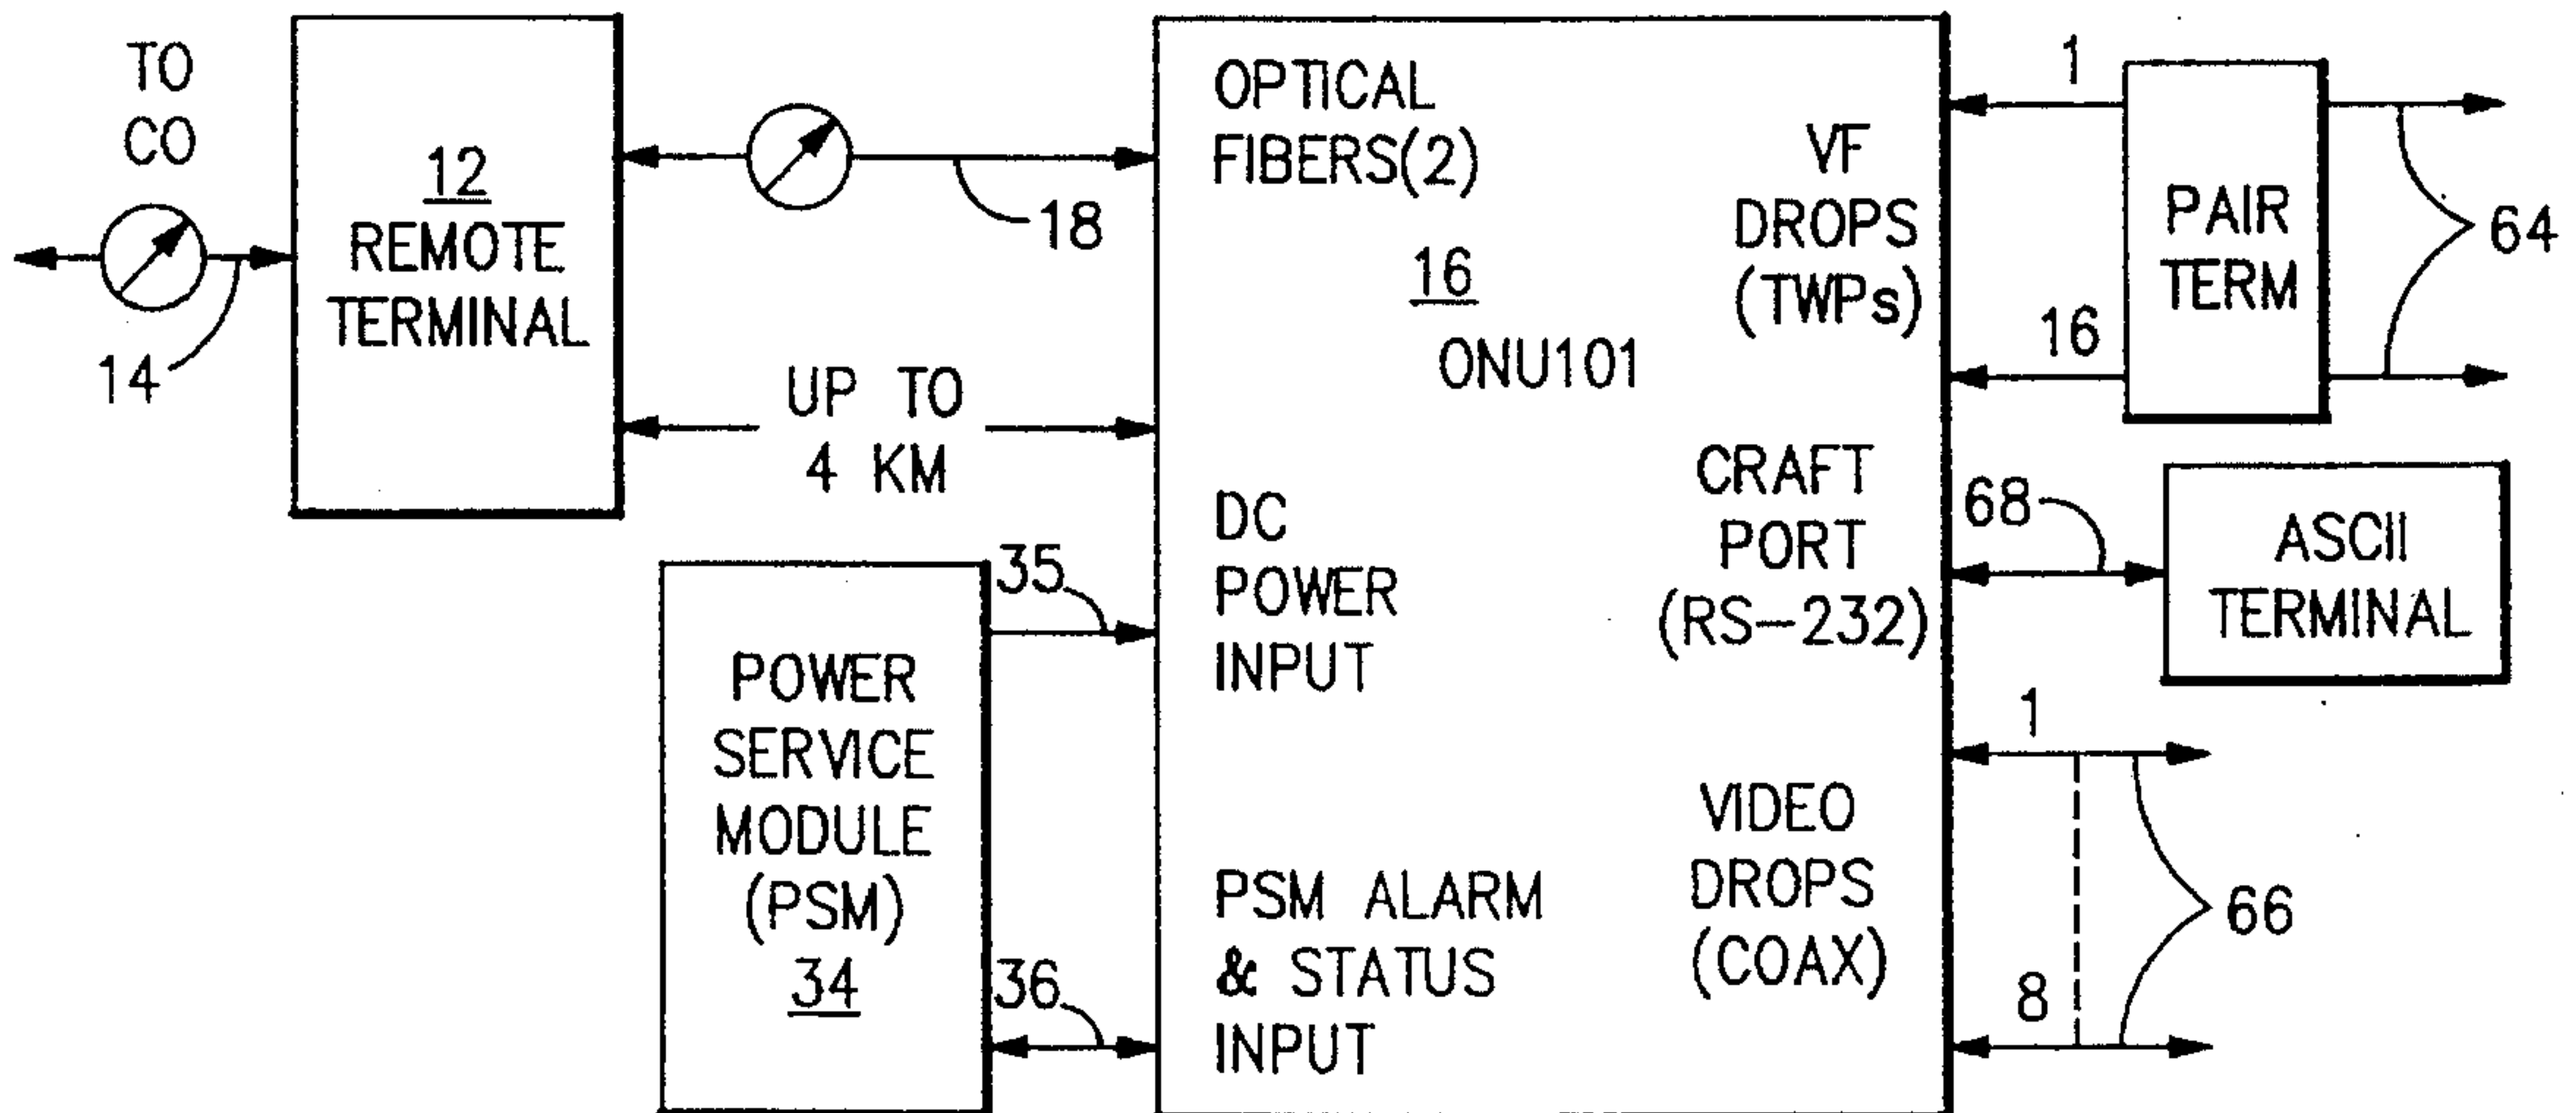 TO
CO
14
12
REMOTE
TERMINAL
18
UP TO
4 KM
POWER
SERVICE
MODULE
(PSM)
34
35
36
OPTICAL
FIBERS(2)
16
ONU101
DC
POWER
INPUT
PSM ALARM
& STATUS
INPUT
VF
DROPS
(TWPs)
CRAFT
PORT
(RS-232)
VIDEO
DROPS
(COAX)
1
16
PAIR
TERM
64
68
ASCII
TERMINAL
1
8
66